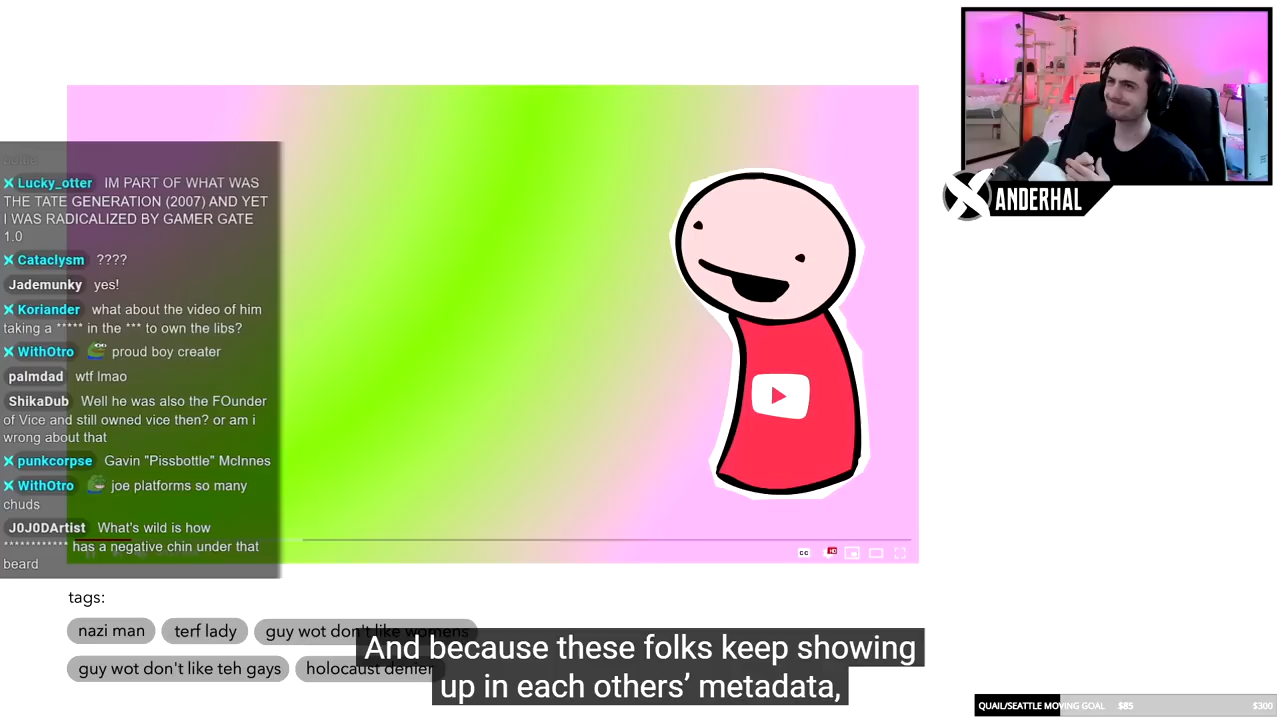 Lucky_otter IM PART OF WHAT WAS
THE TATE GENERATION (2007) AND YET
I WAS RADICALIZED BY GAMER GATE
1.0
Cataclysm ????
Jademunky yes!
Koriander what about the video of him
taking a ***** in the *** to own the libs?
WithOtro proud boy creater
palmdad wtf lmao
ShikaDub Well he was also the FOunder
of Vice and still owned vice then? or am i
wrong about that
punkcorpse Gavin "Pissbottle" McInnes
WithOtro joe platforms so many
chuds
J0J0DArtist What's wild is how
************ has a negative chin under that
beard
ANDERHAL
CC HD
tags:
nazi man terf lady guy wot don't like womens
guy wot don't like teh gays holocaust denier
And because these folks keep showing
up in each others' metadata,
QUAIL/SEATTLE MOVING GOAL $85 $300